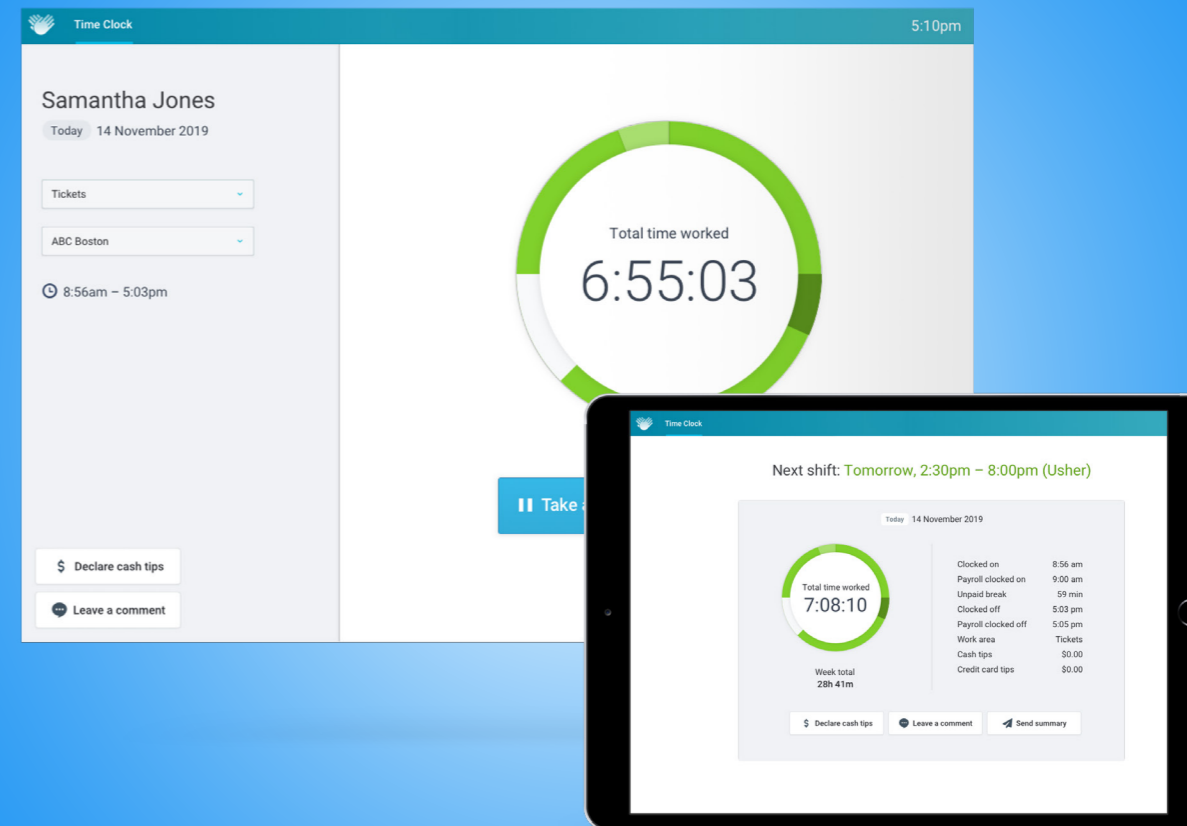 Time Clock
5:10pm
Samantha Jones
Today 14 November 2019
Tickets
ABC Boston
8:56am – 5:03pm
Total time worked
6:55:03
Take
$ Declare cash tips
Leave a comment
Time Clock
Next shift: Tomorrow, 2:30pm – 8:00pm (Usher)
Today 14 November 2019
Total time worked
7:08:10
Week total
28h 41m
Clocked on 8:56 am
Payroll clocked on 9:00 am
Unpaid break 59 min
Clocked off 5:03 pm
Payroll clocked off 5:05 pm
Work area Tickets
Cash tips $0.00
Credit card tips $0.00
$ Declare cash tips
Leave a comment
Send summary